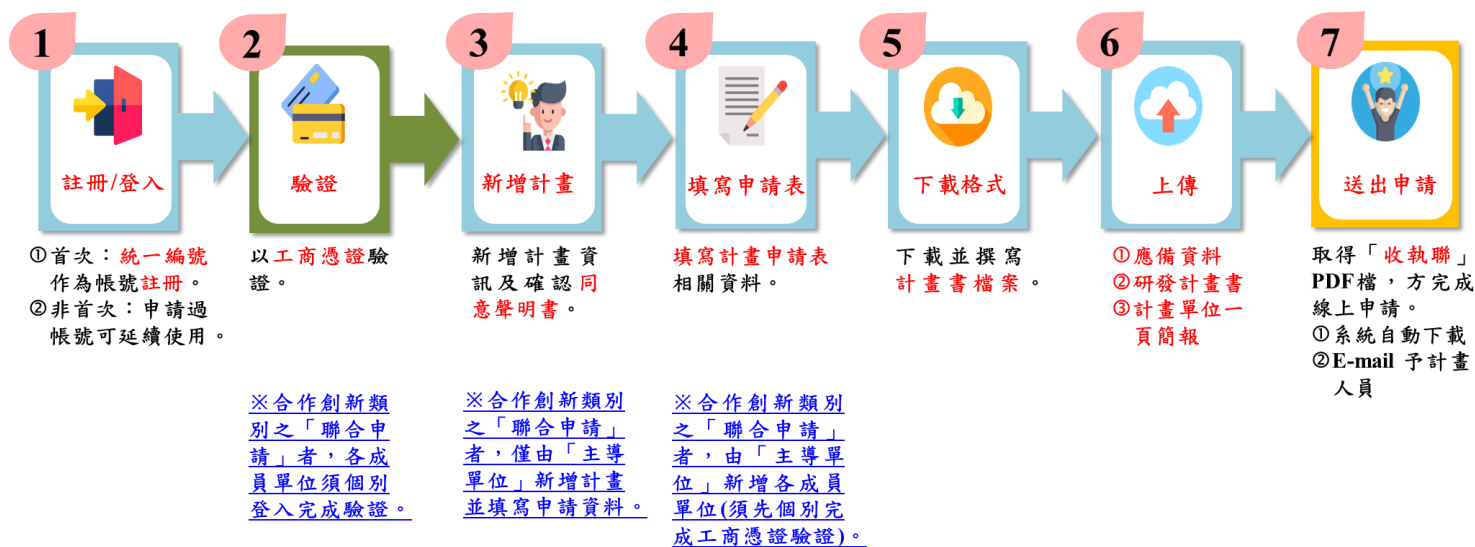 1
註冊/登入
①首次：統一編號
作為帳號註冊。
②非首次：申請過
帳號可延續使用。
2
驗證
以工商憑證驗
證。
※合作創新類
別之「聯合申
請」者，各成
員單位須個別
登入完成驗證。
3
新增計畫
新增計畫資
訊及確認同
意聲明書。
※合作創新類別
之「聯合申請」
者，僅由「主導
單位」新增計畫
並填寫申請資料。
4
填寫申請表
填寫計畫申請表
相關資料。
※合作創新類別
之「聯合申請」
者，由「主導單
位」新增各成員
單位(須先個別完
成工商憑證驗證)。
5
下載格式
下載並撰寫
計畫書檔案。
6
上傳
①應備資料
②研發計畫書
③計畫單位一
頁簡報
7
送出申請
取得「收執聯」
PDF檔，方完成
線上申請。
①系統自動下載
②E-mail 予計畫
人員